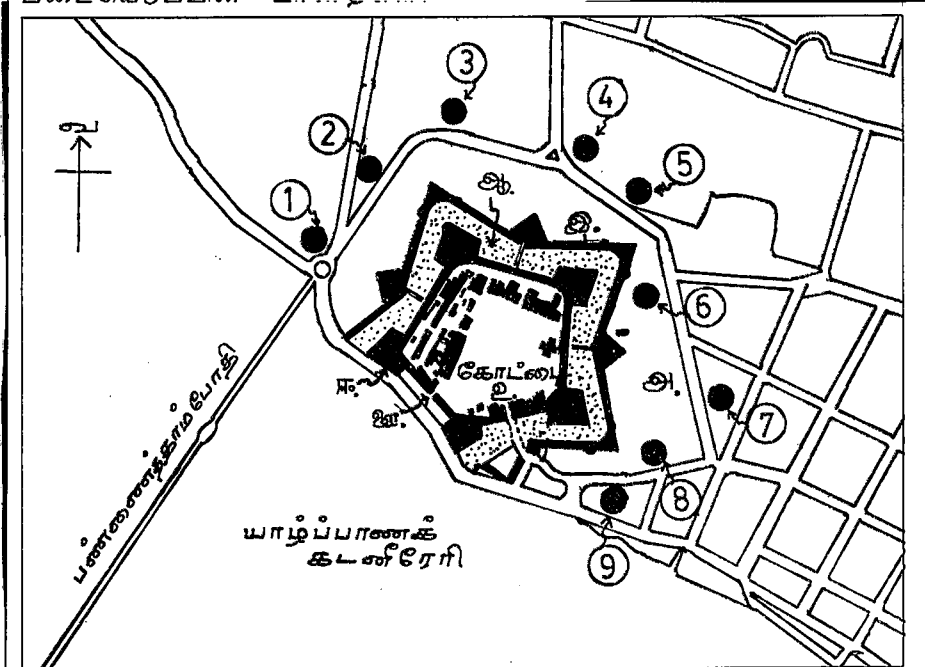 வ
1
2
3
4
5
6
7
8
9
ஆ.
இ.
கோட்டை
உ.
அ.
ஈ.
ஊ.
பண்ணைத்தாம்போதி
யாழ்ப்பாணக்
கடனீரேரி